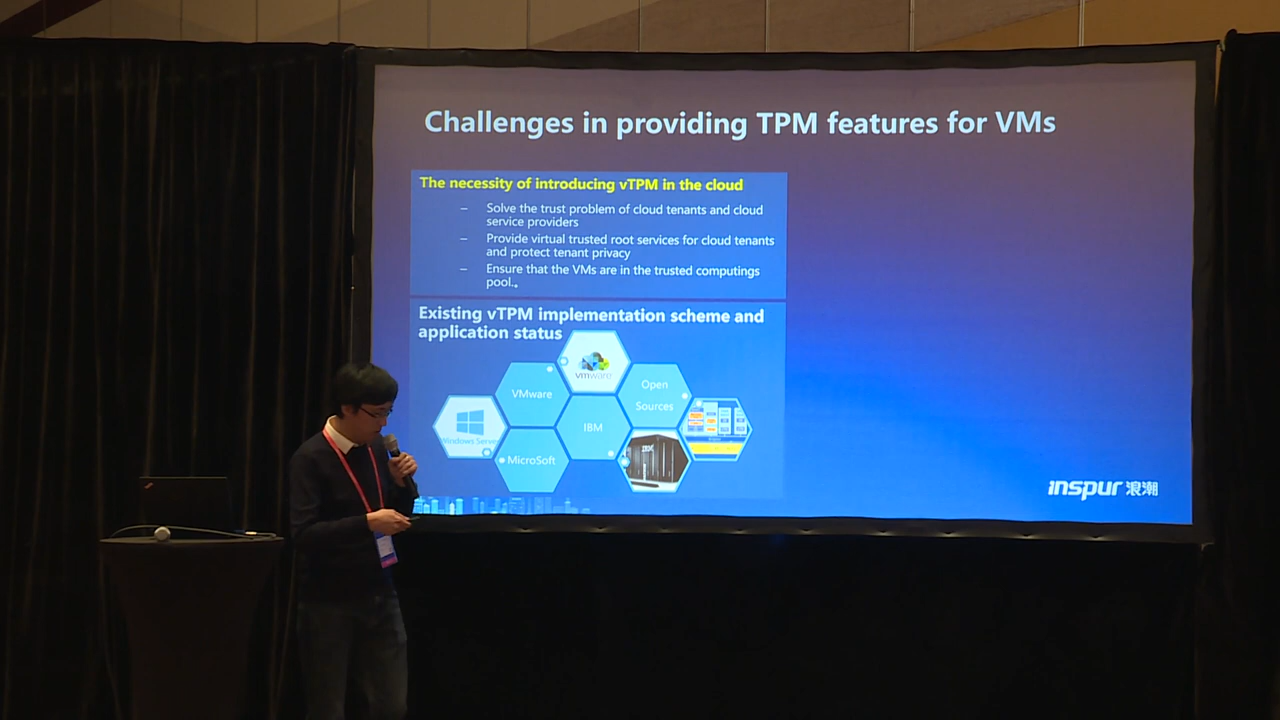 Challenges in providing TPM features for VMs
The necessity of introducing vTPM in the cloud
– Solve the trust problem of cloud tenants and cloud
service providers
– Provide virtual trusted root services for cloud tenants
and protect tenant privacy
– Ensure that the VMs are in the trusted computings
pool.。
Existing vTPM implementation scheme and
application status
vmware
VMware
Open
Sources
Windows Server
IBM
MicroSoft
IBM
inspur 浪潮